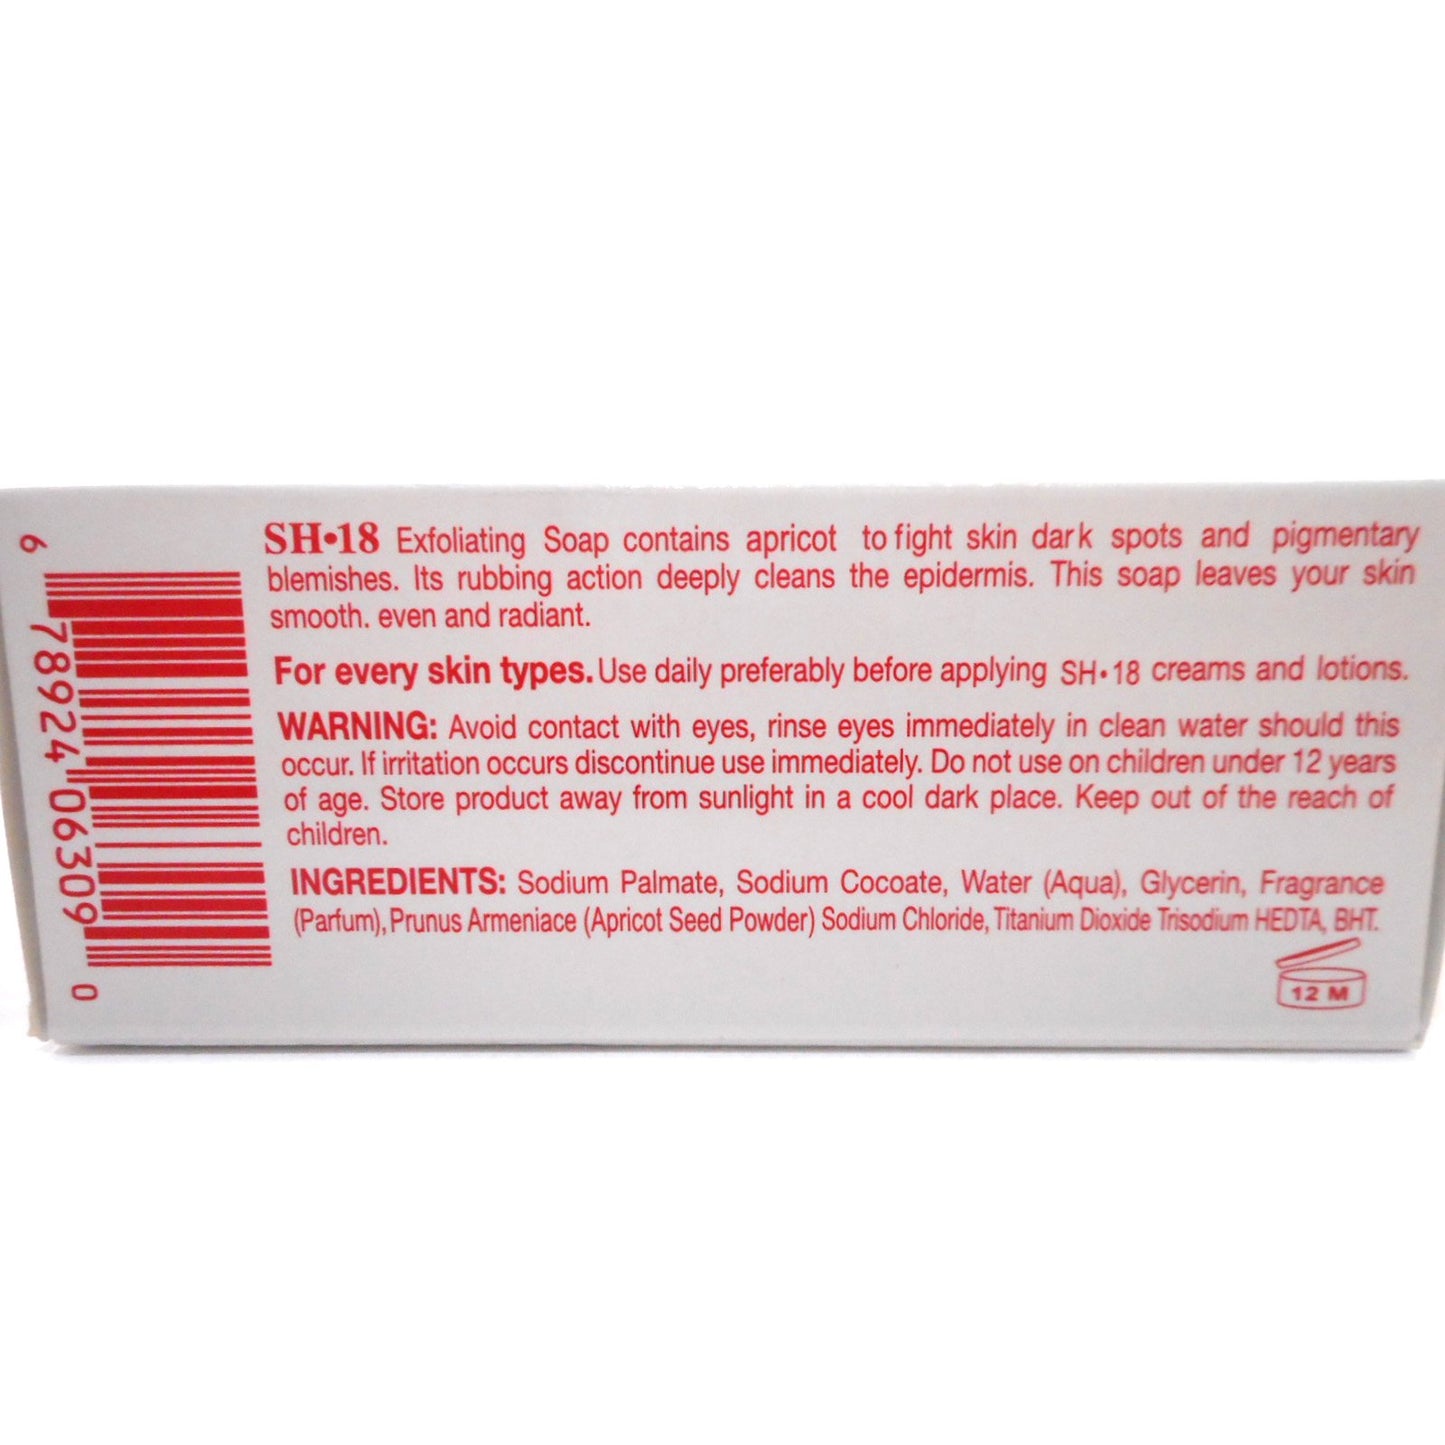 SH•18 Exfoliating Soap contains apricot to fight skin dark spots and pigmentary
blemishes. Its rubbing action deeply cleans the epidermis. This soap leaves your skin
smooth. even and radiant.
For every skin types. Use daily preferably before applying SH•18 creams and lotions.
WARNING: Avoid contact with eyes, rinse eyes immediately in clean water should this
occur. If irritation occurs discontinue use immediately. Do not use on children under 12 years
of age. Store product away from sunlight in a cool dark place. Keep out of the reach of
children.
INGREDIENTS: Sodium Palmate, Sodium Cocoate, Water (Aqua), Glycerin, Fragrance
(Parfum), Prunus Armeniace (Apricot Seed Powder) Sodium Chloride, Titanium Dioxide Trisodium HEDTA, BHT.
12 M
6 78924 06309 0